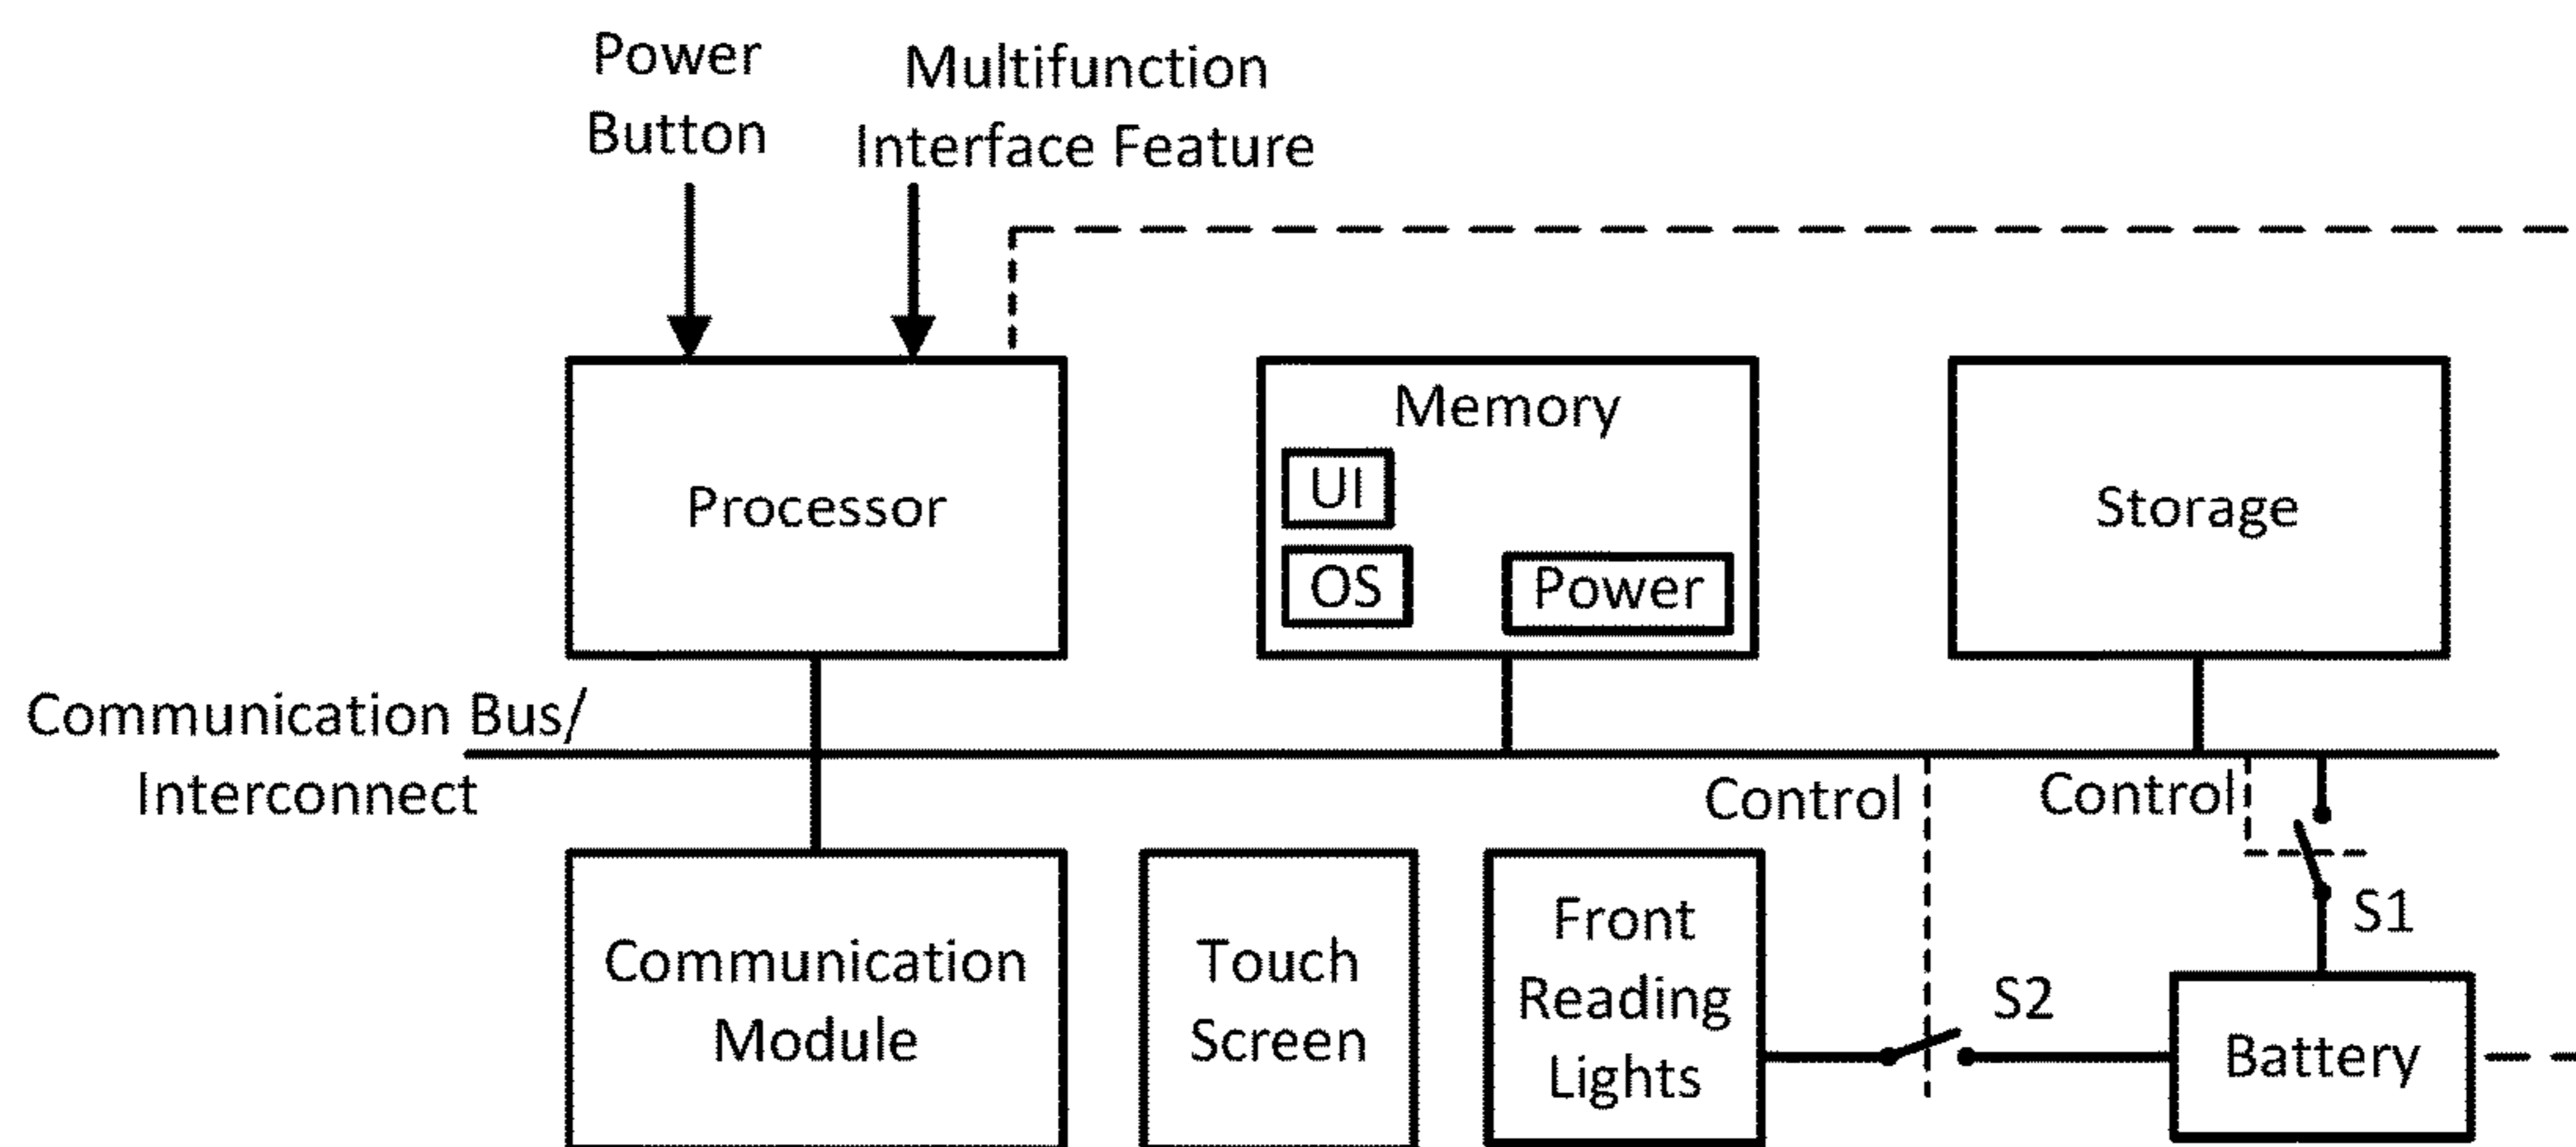 Power
Button
Multifunction
Interface Feature
Processor
Memory
UI
OS
Power
Storage
Communication Bus/
Interconnect
Control
Control
S1
Communication
Module
Touch
Screen
Front
Reading
Lights
S2
Battery